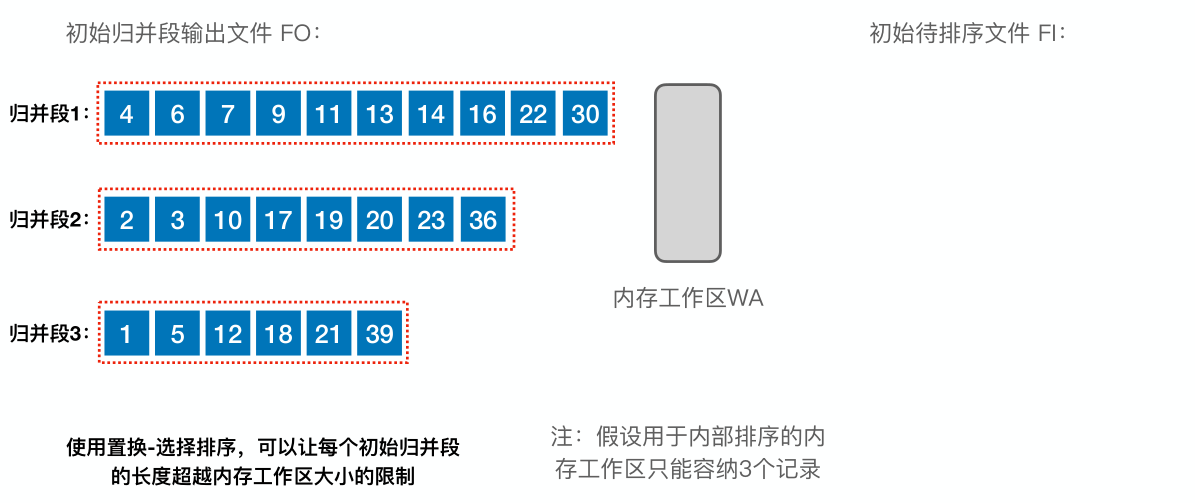 初始归并段输出文件 FO：
初始待排序文件 FI：
归并段1：
4 6 7 9 11 13 14 16 22 30
归并段2：
2 3 10 17 19 20 23 36
内存工作区WA
归并段3：
1 5 12 18 21 39
使用置换-选择排序，可以让每个初始归并段
的长度超越内存工作区大小的限制
注：假设用于内部排序的内
存工作区只能容纳3个记录